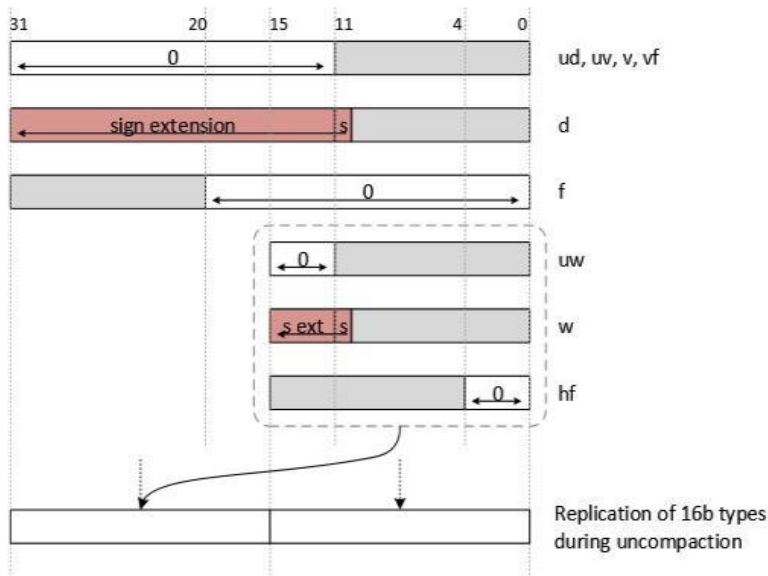 31 20 15 11 4 0
0 ud, uv, v, vf
sign extension s d
0 f
0 uw
s ext s w
0 hf
Replication of 16b types
during uncompaction